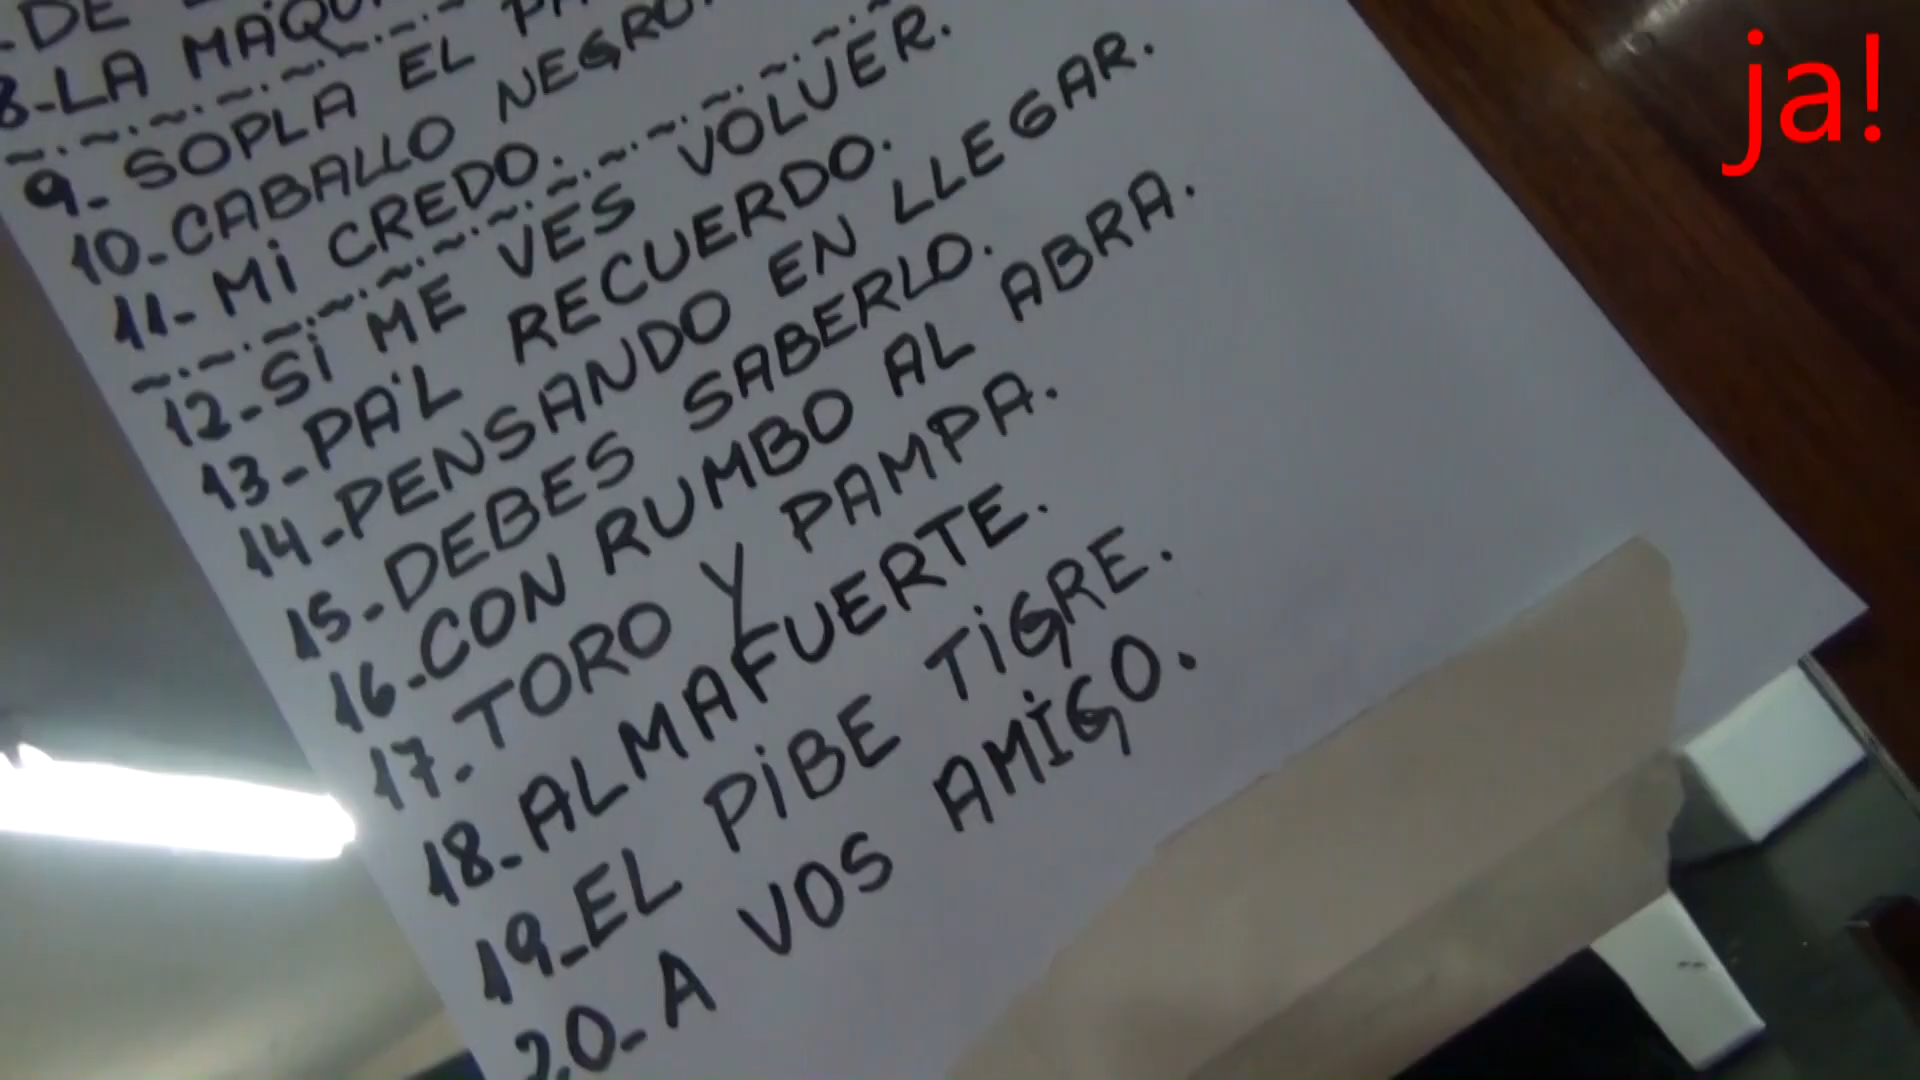 DE
8-LA
9- SOPLA EL
10-CABALLO NEGRO.
11- Mi CREDO.
12-Si ME VES VOLVER.
13-PA'L RECUERDO.
14-PENSANDO EN LLEGAR.
15-DEBES SABERLO.
16-CON RUMBO AL ABRA.
17- TORO Y PAMPA.
18-ALMAFUERTE.
19-EL PiBE TiGRE.
20-A VOS AMiGO.
ja!